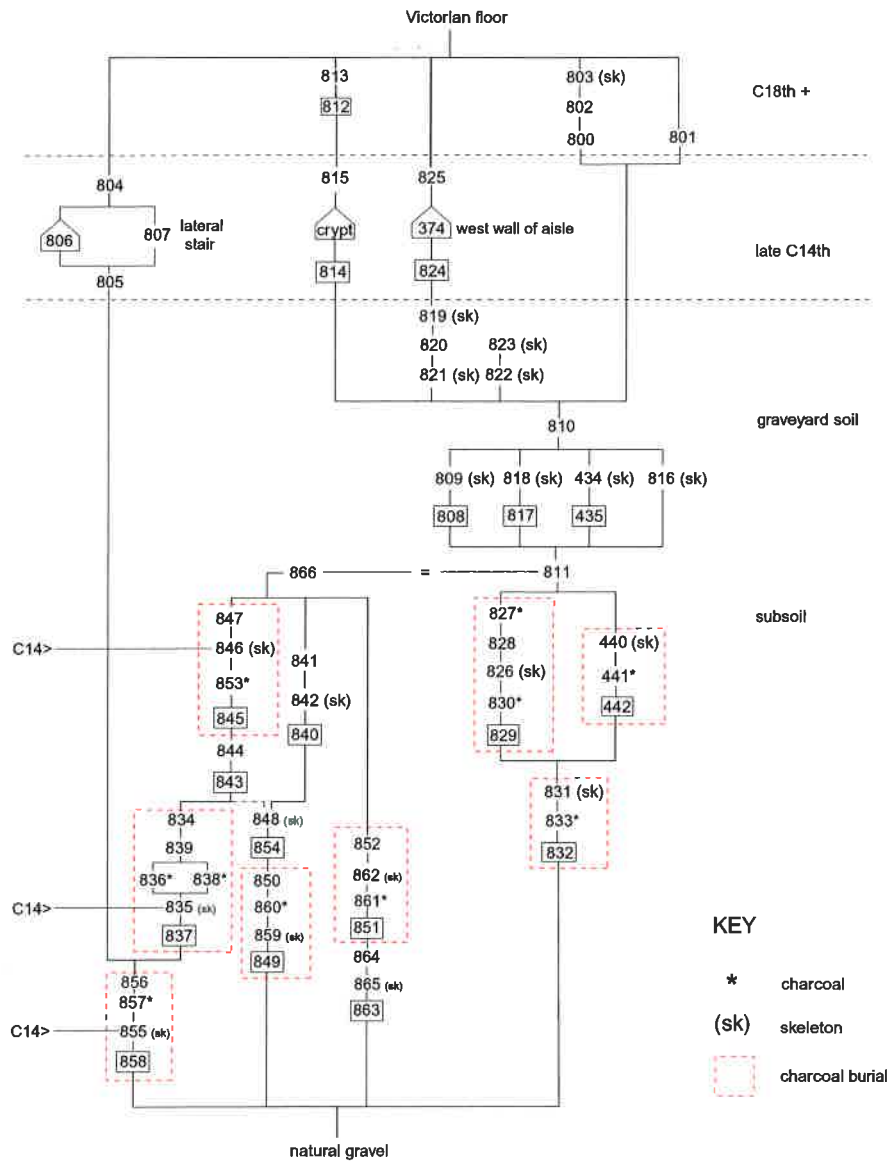 Victorian floor
813
803 (sk)
C18th +
812
802
800
801
804
815
825
806
807
lateral
stair
crypt
374
west wall of aisle
814
824
late C14th
805
819 (sk)
820
823 (sk)
821 (sk)
822 (sk)
810
graveyard soil
809 (sk)
818 (sk)
434 (sk)
816 (sk)
808
817
435
866
=
811
847
827*
subsoil
C14>
846 (sk)
841
828
440 (sk)
853*
842 (sk)
826 (sk)
441*
845
840
830*
442
844
829
843
831 (sk)
834
848 (sk)
833*
839
854
852
832
836*
838*
850
862 (sk)
C14>
835 (sk)
860*
861*
837
859 (sk)
851
KEY
849
864
856
857*
865 (sk)
*
charcoal
C14>
855 (sk)
863
(sk)
skeleton
858
charcoal burial
natural gravel